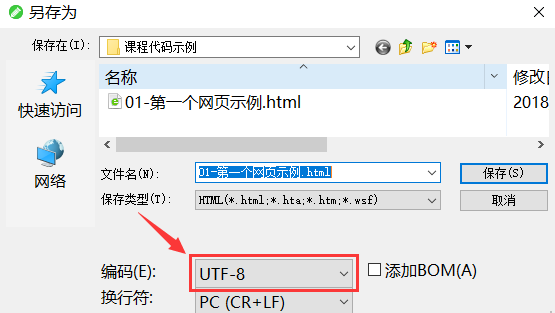 另存为
保存在(I):
课程代码示例
名称
修改
01-第一个网页示例.html
2018
快速访问
网络
文件名(N):
01-第一个网页示例.html
保存(S)
保存类型(T):
HTML(*.html;*.hta;*.htm;*.wsf)
取消
编码(E):
UTF-8
添加BOM(A)
换行符:
PC (CR+LF)